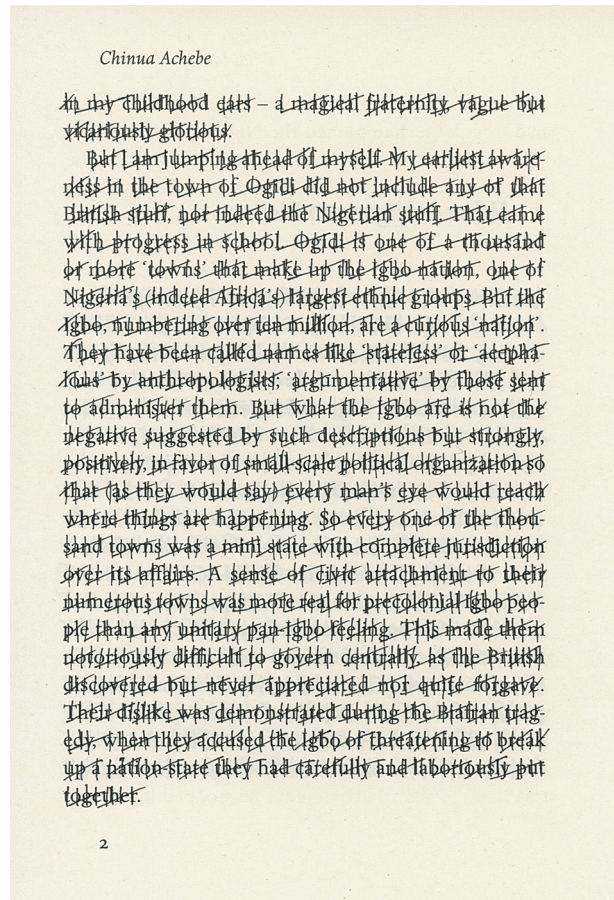 Chinua Achebe
in my childhood ears – a magical fraternity, vague but
vicariously glorious.
But I am jumping ahead of myself. My earliest aware-
ness in the town of Ogidi did not include any of that
British stuff, nor indeed the Nigerian stuff. That came
with progress in school. Ogidi is one of a thousand
or more ‘towns’ that make up the Igbo nation, one of
Nigeria’s (indeed Africa’s) largest ethnic groups. But the
Igbo, numbering over ten million, are a curious ‘nation’.
They have been called names like ‘stateless’ or ‘acepha-
lous’ by anthropologists; ‘argumentative’ by those sent
to administer them. But what the Igbo are is not the
negative suggested by such descriptions but strongly,
positively, in favor of small-scale political organization so
that (as they would say) every man’s eye would reach
where things are happening. So every one of the thou-
sand towns was a mini state with complete jurisdiction
over its affairs. A sense of civic attachment to their
numerous towns was more real for precolonial Igbo peo-
ple than any unitary pan-Igbo feeling. This made them
notoriously difficult to govern centrally, as the British
discovered but never appreciated nor quite forgave.
Their dislike was demonstrated during the Biafran trag-
edy, when they accused the Igbo of threatening to break
up a nation-state they had carefully and laboriously put
together.
2